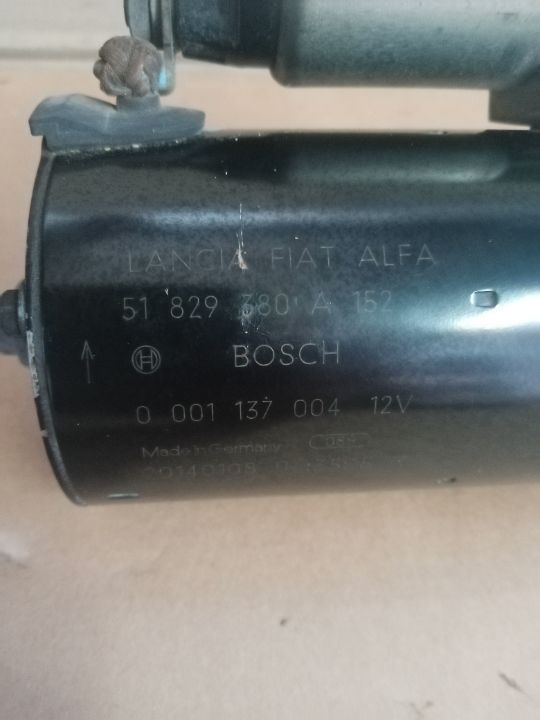 LANCIA FIAT ALFA
51 829 380 A 152
BOSCH
0 001 137 004 12V
Made in Germany